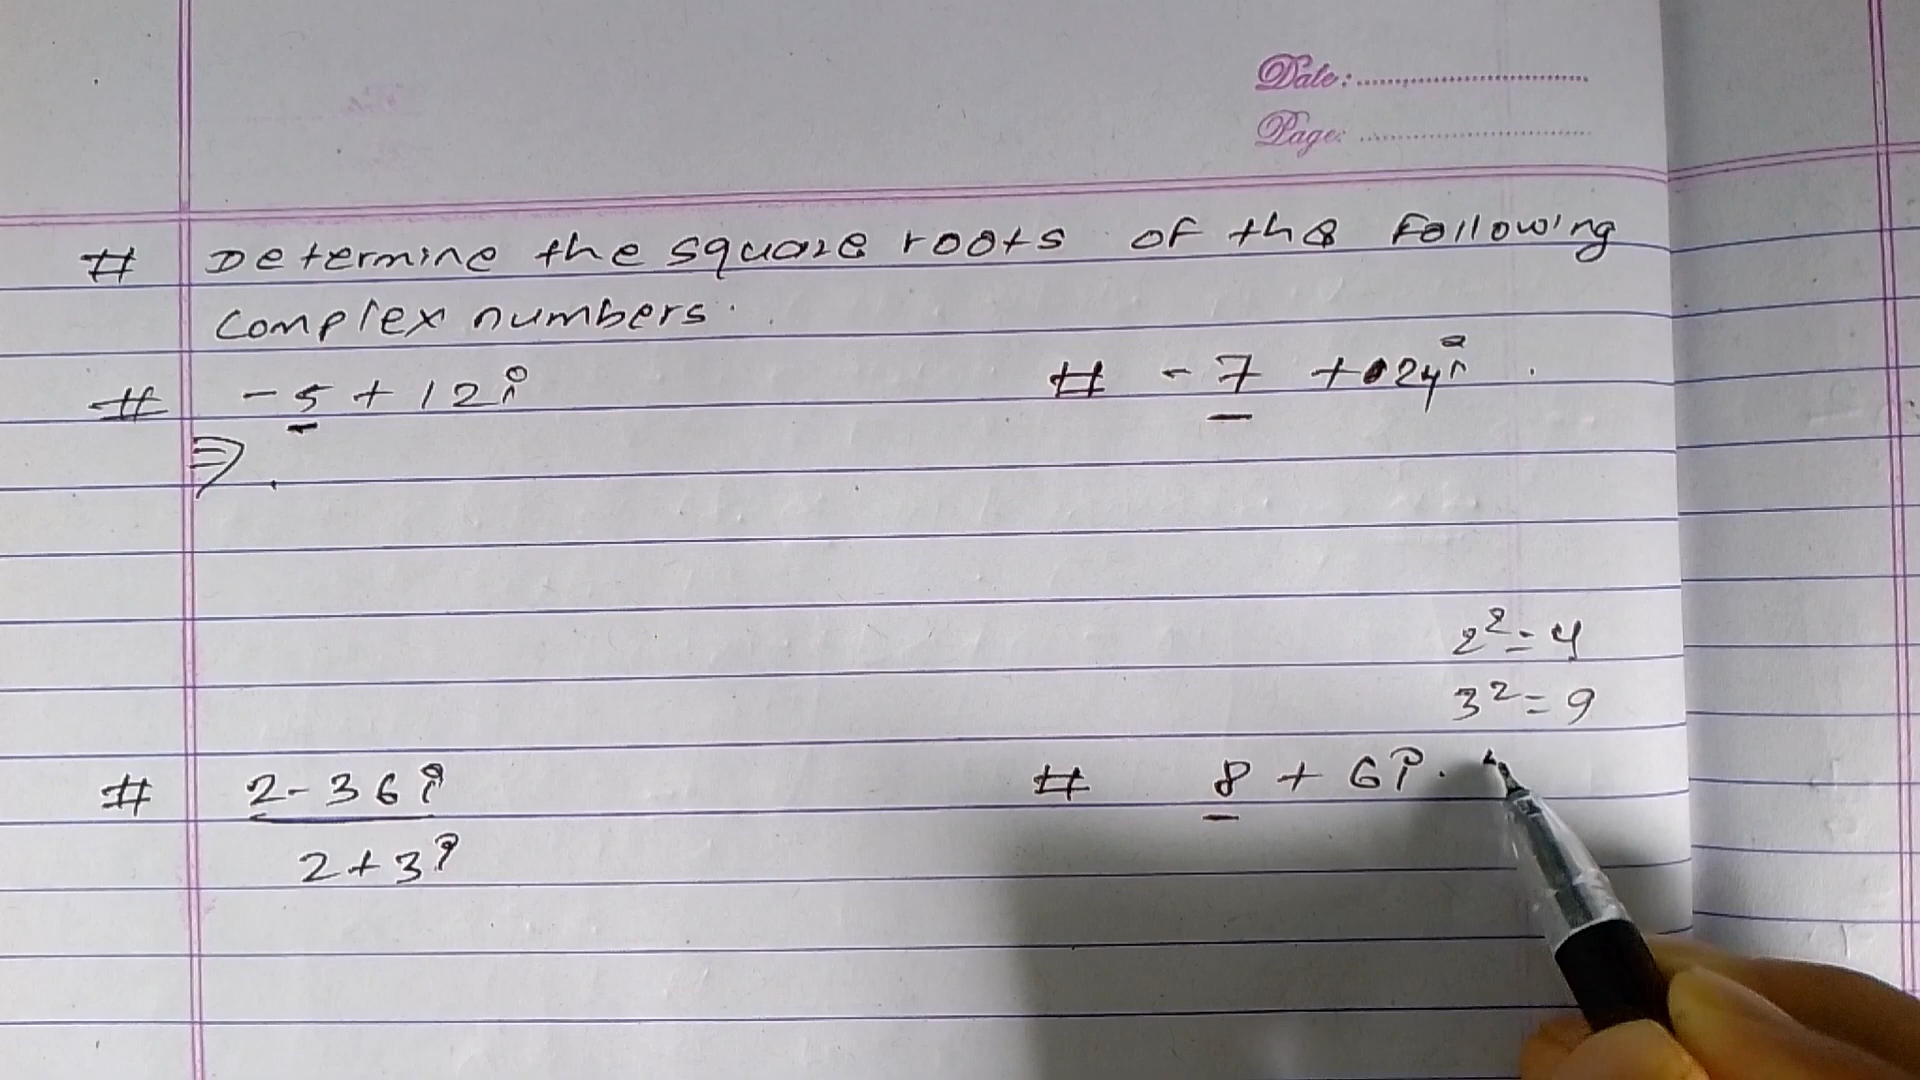 Date:
Page:
# Determine the square roots of the following
complex numbers.
# -5 + 12i
# -7 + 24i
⇒
2² = 4
3² = 9
# 2-36i
2+3i
# 8 + 6i.